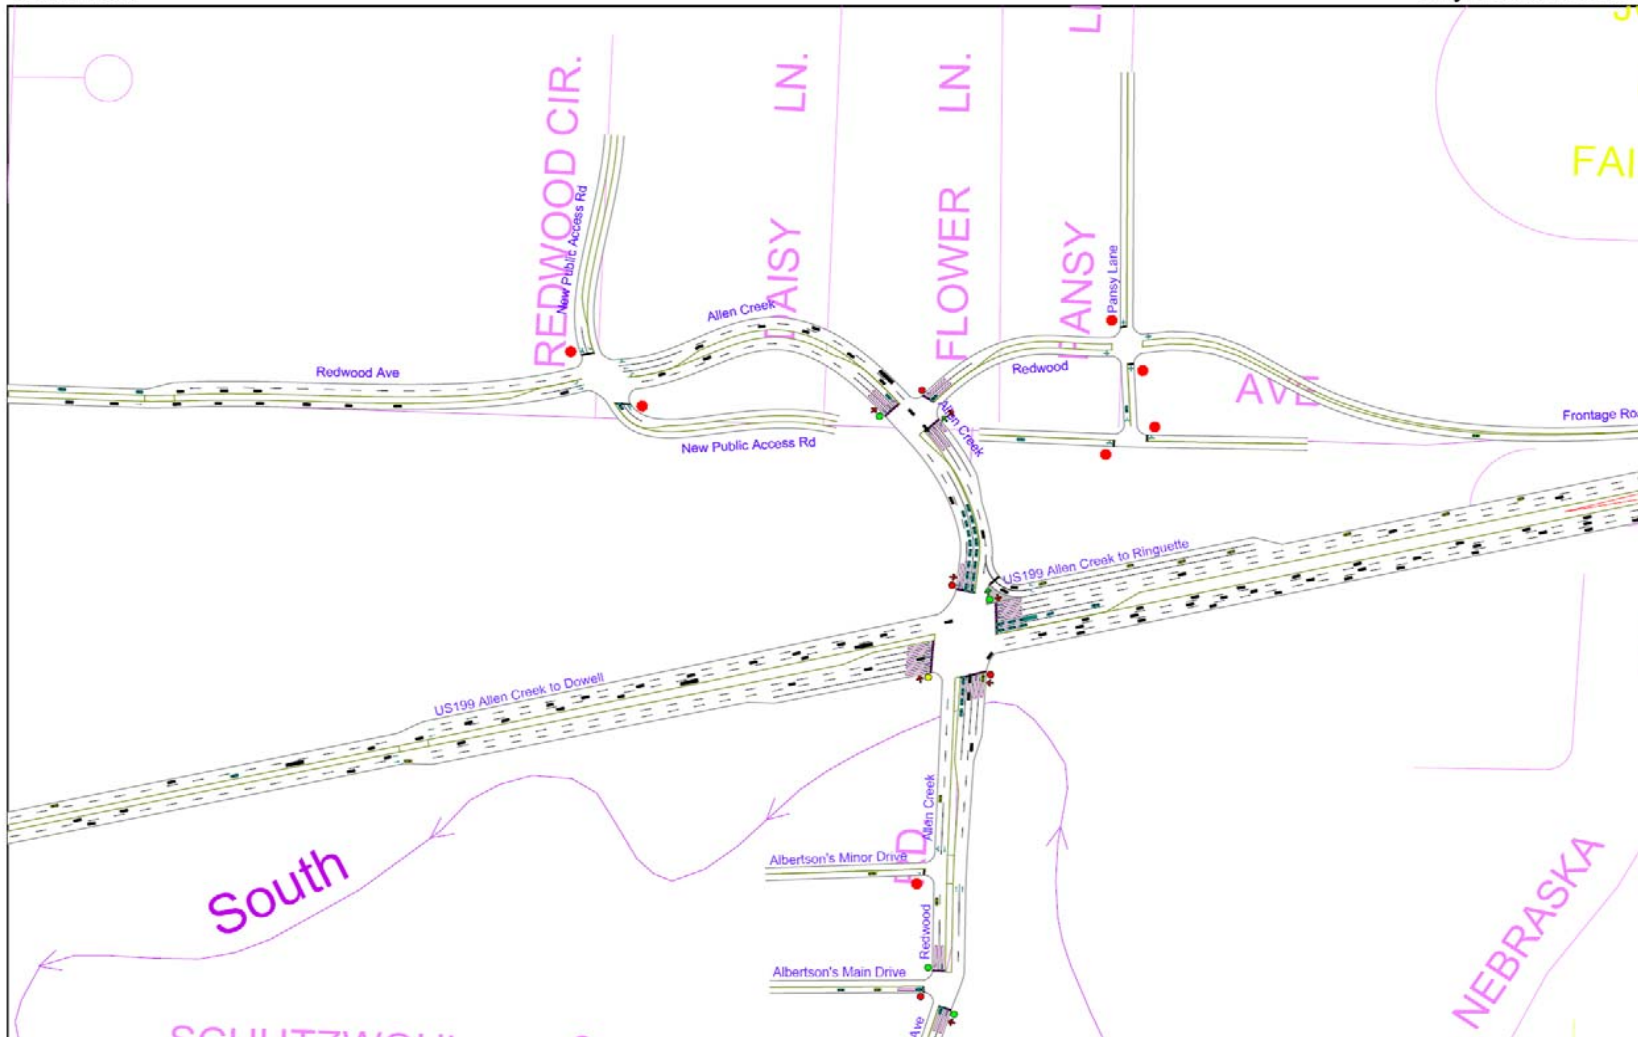 REDWOOD CIR.
LN.
LN.
FAI
New Public Access Rd
DAISY
FLOWER
PANSY
Pansy Lane
Allen Creek
Redwood Ave
Redwood
AVE
Allen Creek
Frontage Ro
New Public Access Rd
US199 Allen Creek to Ringuette
US199 Allen Creek to Dowell
Allen Creek
RD
Albertson's Minor Drive
South
Redwood
NEBRASKA
Albertson's Main Drive
Ave